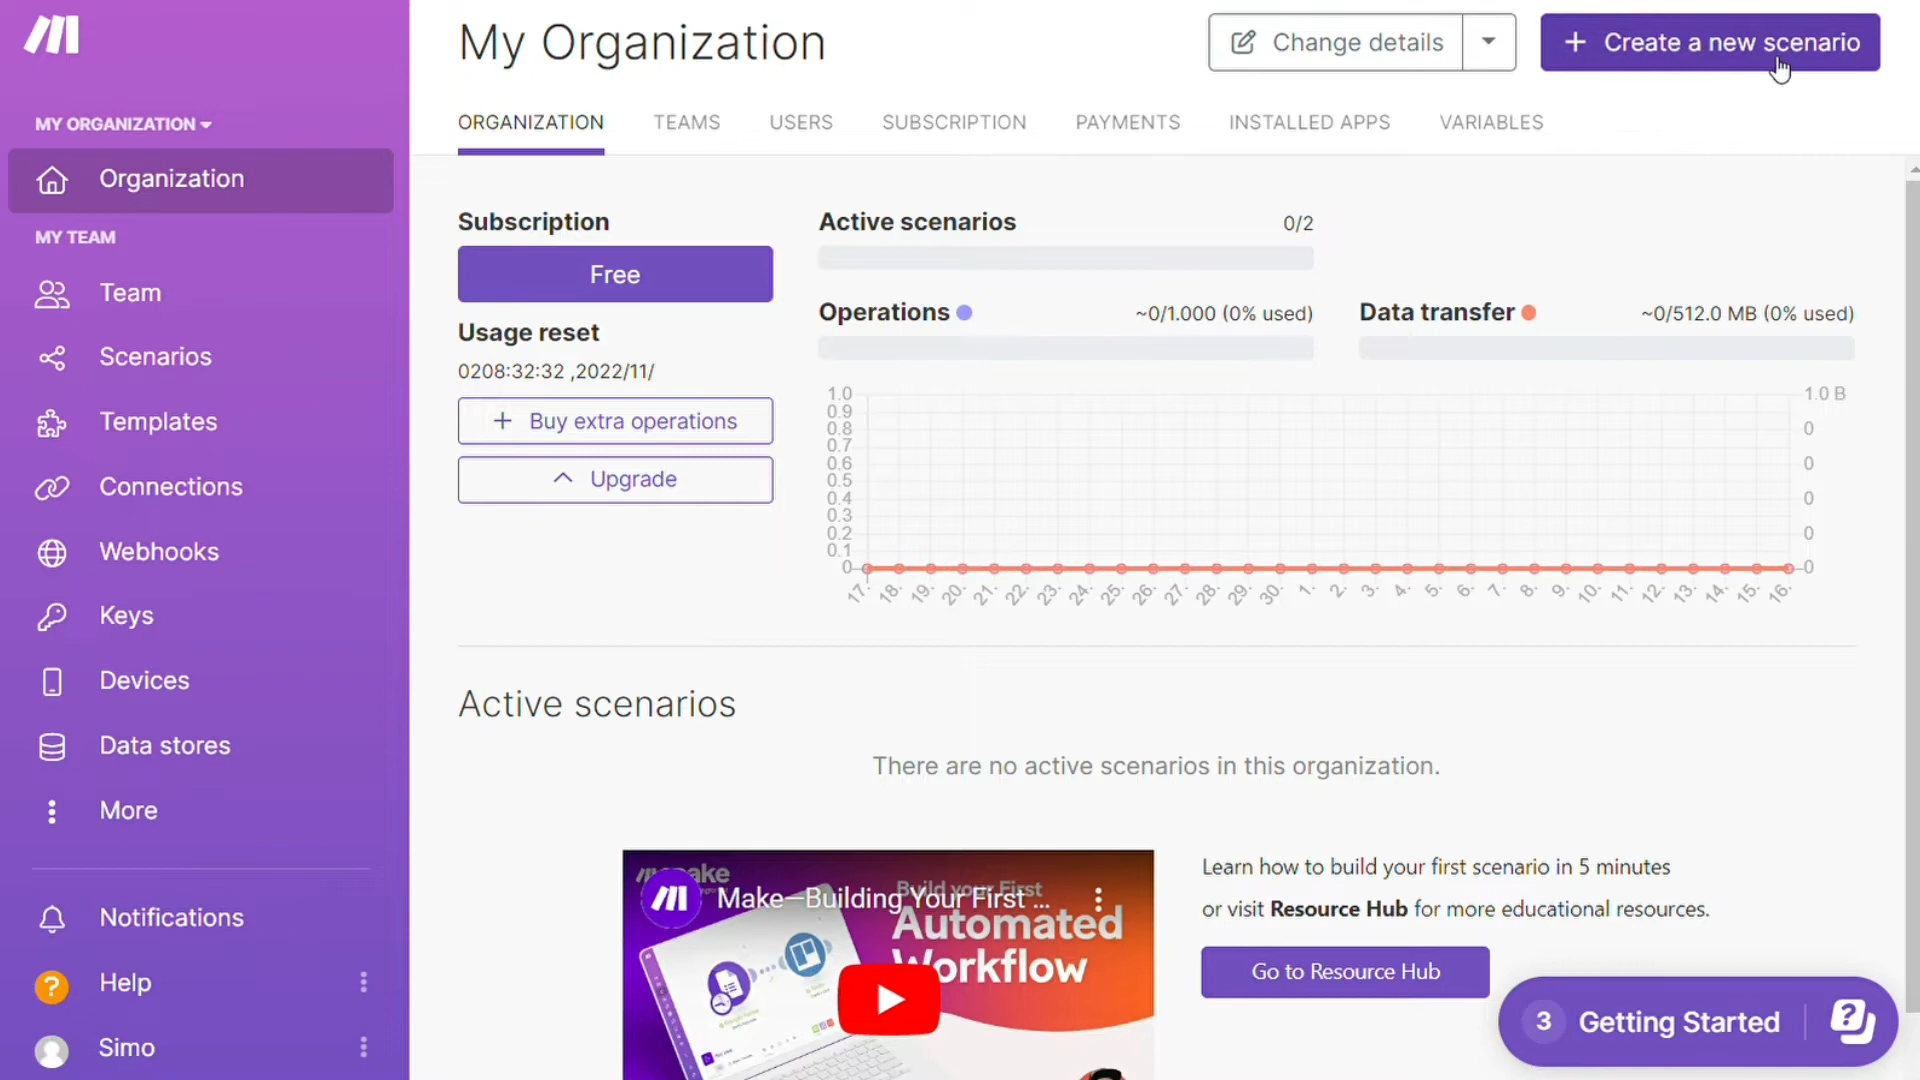 My Organization
Change details
+ Create a new scenario
MY ORGANIZATION
ORGANIZATION TEAMS USERS SUBSCRIPTION PAYMENTS INSTALLED APPS VARIABLES
Organization
MY TEAM
Team
Scenarios
Templates
Connections
Webhooks
Keys
Devices
Data stores
More
Notifications
Help
Simo
Subscription
Free
Usage reset
0208:32:32 ,2022/11/
+ Buy extra operations
Upgrade
Active scenarios 0/2
Operations ~0/1.000 (0% used)
Data transfer ~0/512.0 MB (0% used)
1.0
0.9
0.8
0.7
0.6
0.5
0.4
0.3
0.2
0.1
0
1.0 B
0
0
0
0
0
17. 18. 19. 20. 21. 22. 23. 24. 25. 26. 27. 28. 29. 30. 1. 2. 3. 4. 5. 6. 7. 8. 9. 10. 11. 12. 13. 14. 15. 16.
Active scenarios
There are no active scenarios in this organization.
Make—Building Your First ...
Build your First
Automated
Workflow
Learn how to build your first scenario in 5 minutes
or visit Resource Hub for more educational resources.
Go to Resource Hub
3 Getting Started